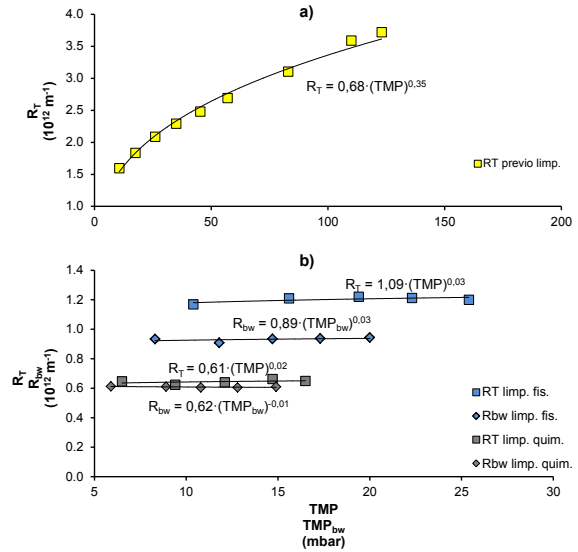 a)
4.0
3.5
3.0
2.5
2.0
1.5
1.0
R_T
(10^12 m^-1)
R_T = 0,68·(TMP)^0,35
RT previo limp.
0 50 100 150 200
b)
1.4
1.2
1.0
0.8
0.6
0.4
0.2
0.0
R_T
R_bw
(10^12 m^-1)
R_T = 1,09·(TMP)^0,03
R_bw = 0,89·(TMP_bw)^0,03
R_T = 0,61·(TMP)^0,02
R_bw = 0,62·(TMP_bw)^-0,01
RT limp. fis.
Rbw limp. fis.
RT limp. quim.
Rbw limp. quim.
5 10 15 20 25 30
TMP
TMP_bw
(mbar)